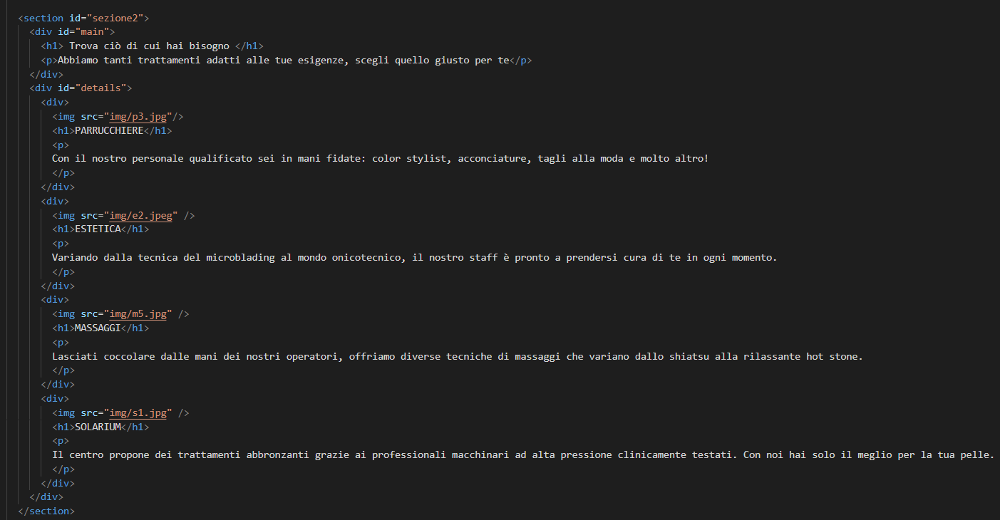 <section id="sezione2">
<div id="main">
<h1> Trova ciò di cui hai bisogno </h1>
<p>Abbiamo tanti trattamenti adatti alle tue esigenze, scegli quello giusto per te</p>
</div>
<div id="details">
<div>
<img src="img/p3.jpg"/>
<h1>PARRUCCHIERE</h1>
<p>
Con il nostro personale qualificato sei in mani fidate: color stylist, acconciature, tagli alla moda e molto altro!
</p>
</div>
<div>
<img src="img/e2.jpeg" />
<h1>ESTETICA</h1>
<p>
Variando dalla tecnica del microblading al mondo onicotecnico, il nostro staff è pronto a prendersi cura di te in ogni momento.
</p>
</div>
<div>
<img src="img/m5.jpg" />
<h1>MASSAGGI</h1>
<p>
Lasciati coccolare dalle mani dei nostri operatori, offriamo diverse tecniche di massaggi che variano dallo shiatsu alla rilassante hot stone.
</p>
</div>
<div>
<img src="img/s1.jpg" />
<h1>SOLARIUM</h1>
<p>
Il centro propone dei trattamenti abbronzanti grazie ai professionali macchinari ad alta pressione clinicamente testati. Con noi hai solo il meglio per la tua pelle.
</p>
</div>
</div>
</section>